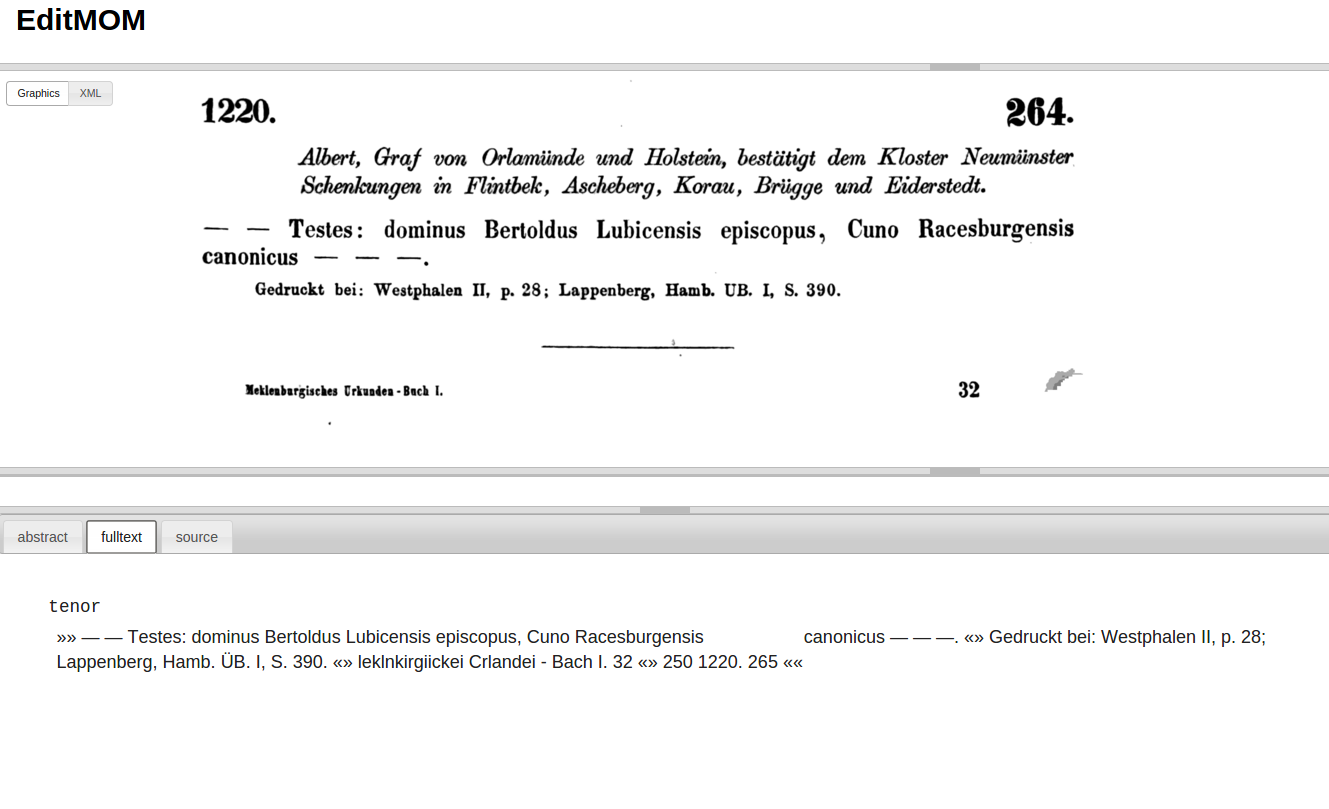 EditMOM
Graphics XML
1220. 264.
Albert, Graf von Orlamünde und Holstein, bestätigt dem Kloster Neumünster
Schenkungen in Flintbek, Ascheberg, Korau, Brügge und Eiderstedt.
— — Testes: dominus Bertoldus Lubicensis episcopus, Cuno Racesburgensis
canonicus — — —.
Gedruckt bei: Westphalen II, p. 28; Lappenberg, Hamb. UB. I, S. 390.
Meklenburgisches Urkunden-Buch I. 32
abstract fulltext source
tenor
»» — — Testes: dominus Bertoldus Lubicensis episcopus, Cuno Racesburgensis canonicus — — —. «» Gedruckt bei: Westphalen II, p. 28;
Lappenberg, Hamb. ÜB. I, S. 390. «» leklnkirgiickei Crlandei - Bach I. 32 «» 250 1220. 265 ««